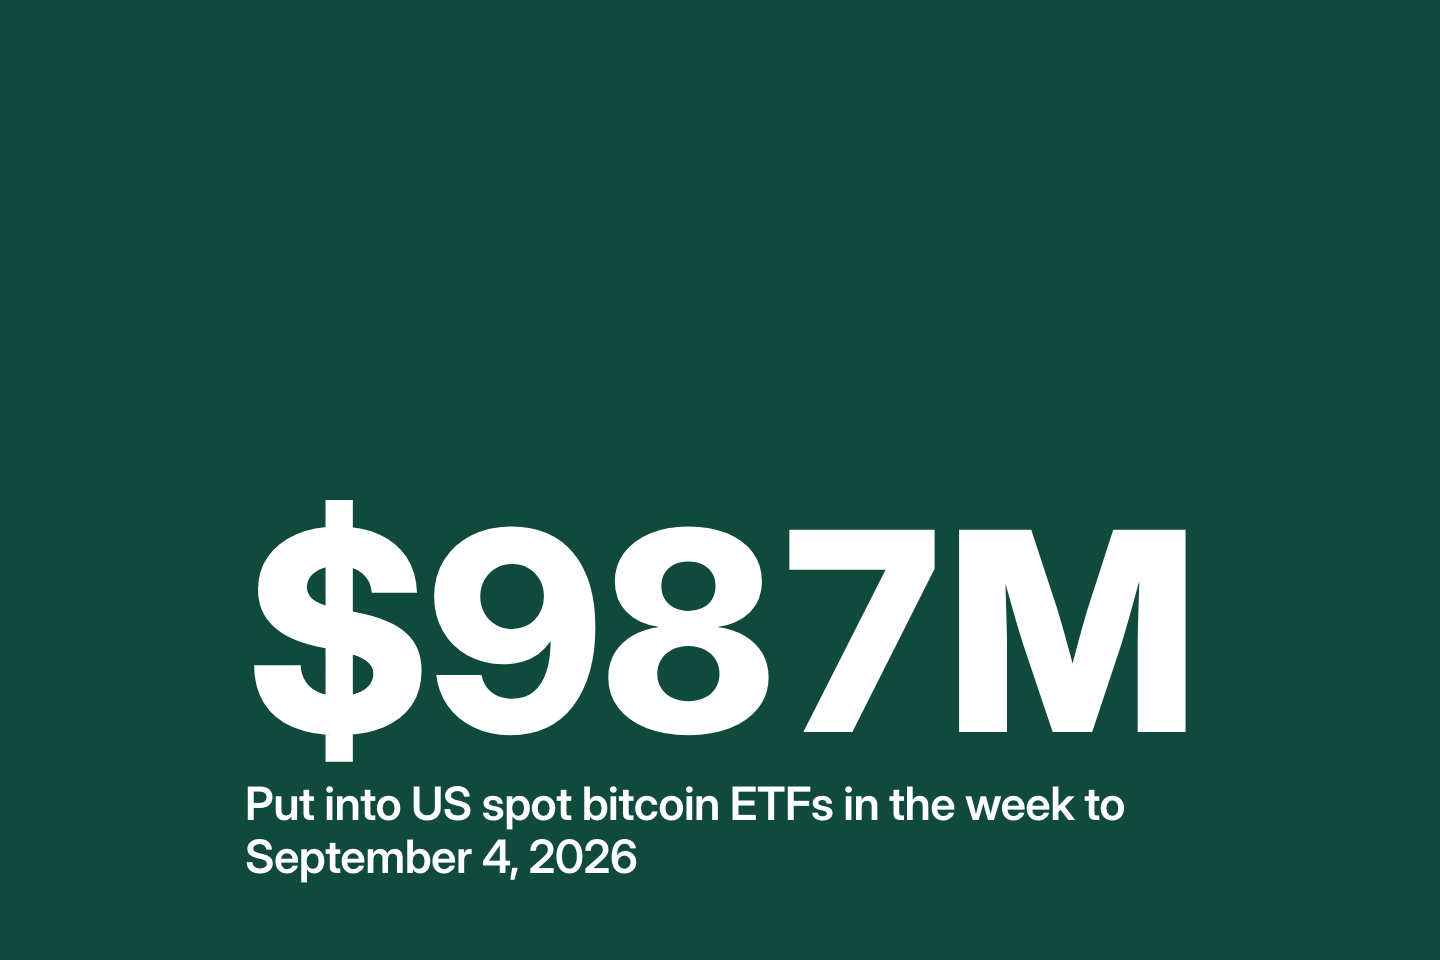 $987M
Put into US spot bitcoin ETFs in the week to
September 4, 2026